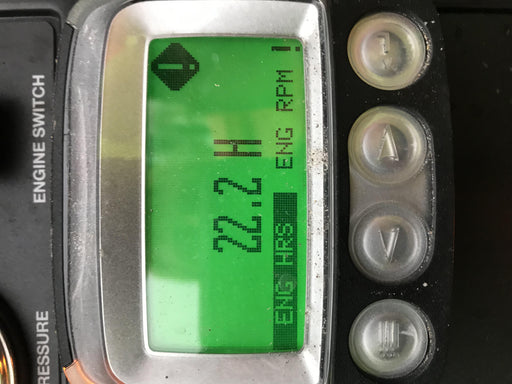 ENGINE SWITCH
RESSURE
!
22.2 H
ENG HRS ENG RPM !